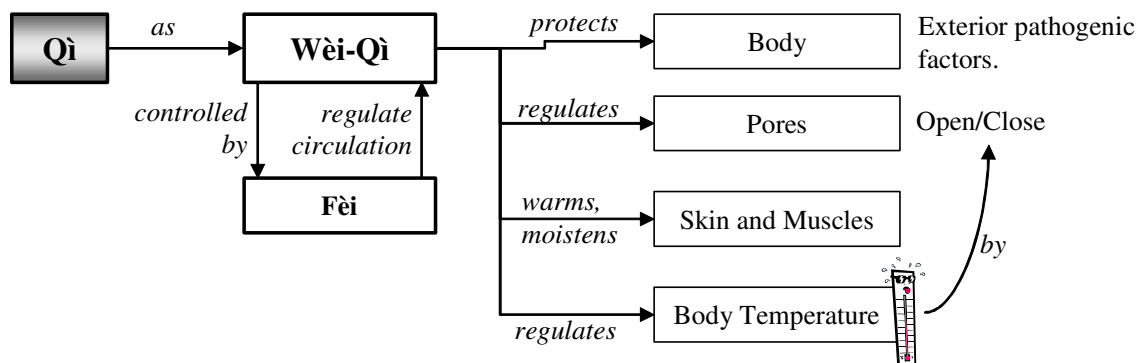 Qì
as
Wèi-Qì
protects
Body
Exterior pathogenic
factors.
controlled
by
regulate
circulation
regulates
Pores
Open/Close
Fèi
warms,
moistens
Skin and Muscles
by
regulates
Body Temperature